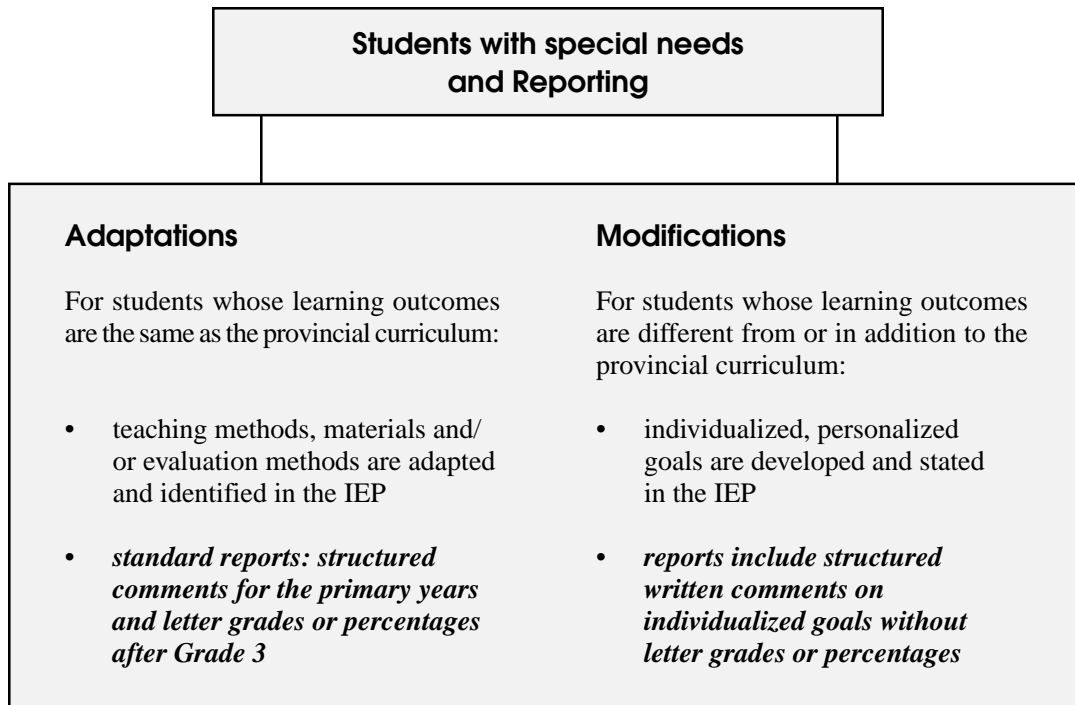 Students with special needs
and Reporting
Adaptations
For students whose learning outcomes
are the same as the provincial curriculum:
• teaching methods, materials and/
or evaluation methods are adapted
and identified in the IEP
• standard reports: structured
comments for the primary years
and letter grades or percentages
after Grade 3
Modifications
For students whose learning outcomes
are different from or in addition to the
provincial curriculum:
• individualized, personalized
goals are developed and stated
in the IEP
• reports include structured
written comments on
individualized goals without
letter grades or percentages